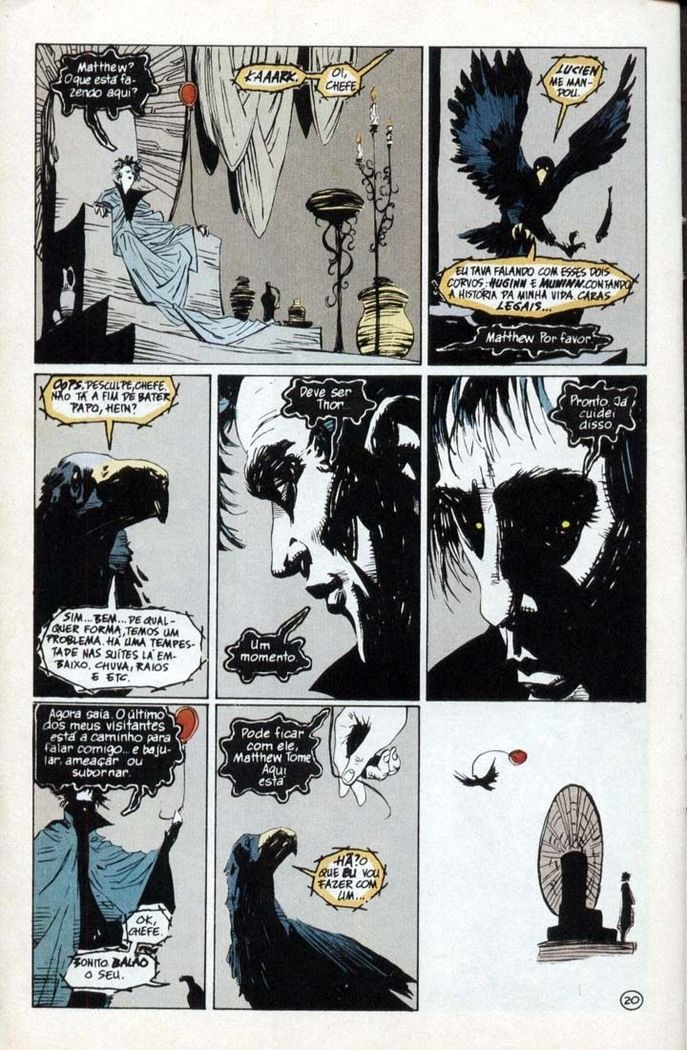 Matthew?
O que está fa-
zendo aqui?
KAAARK.
OI,
CHEFE
LUCIEN
ME MAN-
DOU.
EU TAVA FALANDO COM ESSES DOIS
CORVOS: HUGINN E MUNINN. CONTANDO
A HISTÓRIA DA MINHA VIDA. CARAS
LEGAIS...
Matthew Por favor.
OOPS. DESCULPE, CHEFE.
NÃO TÁ A FIM DE BATER
PAPO, HEIN?
SIM... BEM... DE QUAL-
QUER FORMA, TEMOS UM
PROBLEMA. HÁ UMA TEMPES-
TADE NAS SUÍTES LÁ EM-
BAIXO. CHUVA, RAIOS
E ETC.
Deve ser
Thor...
Um
momento.
Pronto. Já
cuidei
disso.
Agora saia. O último
dos meus visitantes
está a caminho para
falar comigo... e baju-
lar, ameaçar ou
subornar.
OK,
CHEFE.
BONITO BALÃO
O SEU.
Pode ficar
com ele,
Matthew Tome
Aqui
está
HÃ? O
QUE EU VOU
FAZER COM
UM...
20